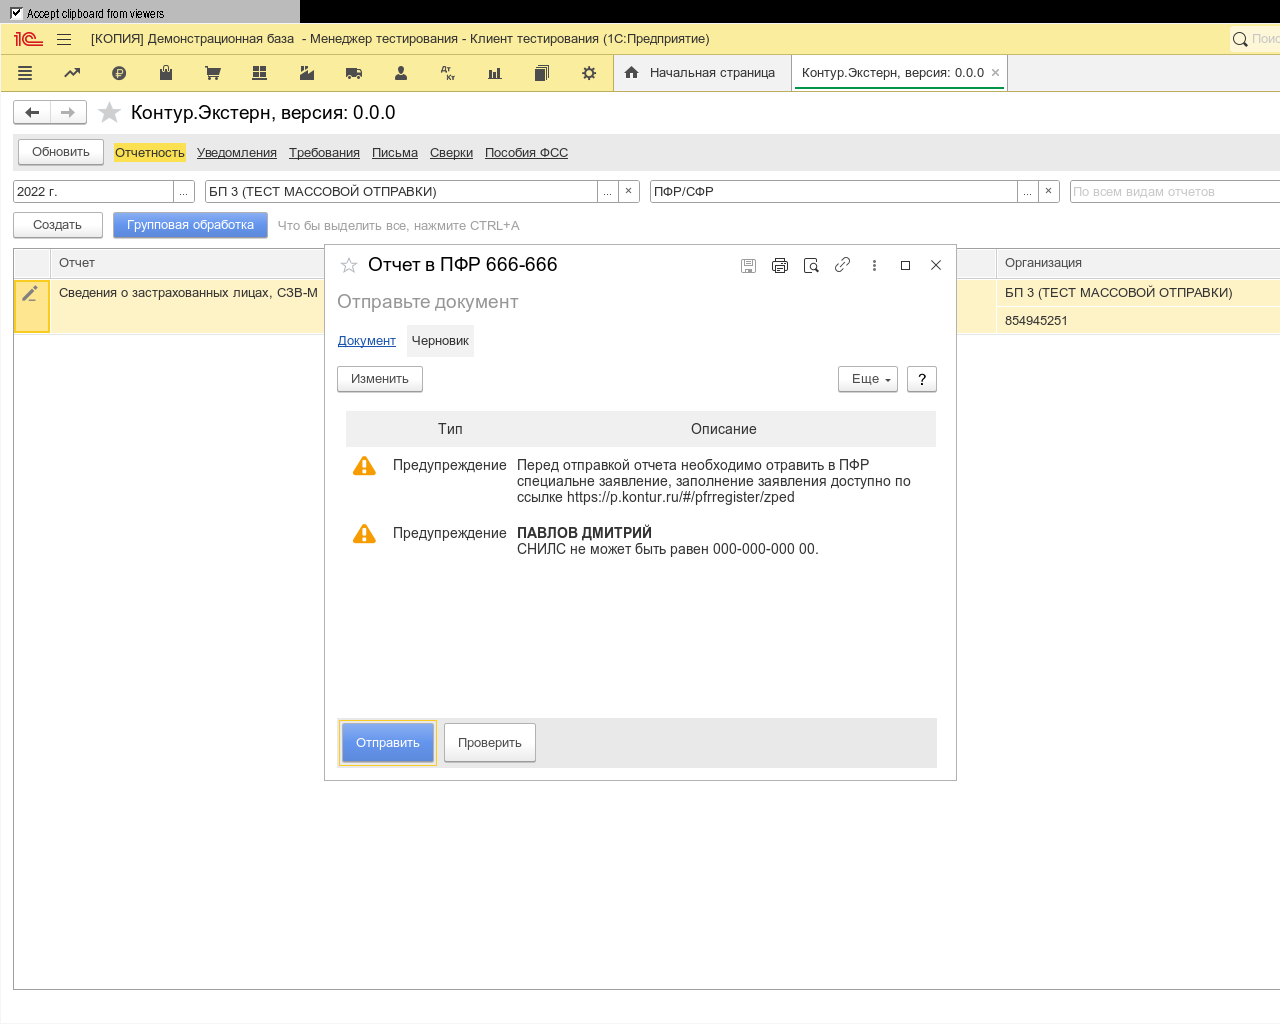 Accept clipboard from viewers
[КОПИЯ] Демонстрационная база - Менеджер тестирования - Клиент тестирования (1С:Предприятие)
Начальная страница
Контур.Экстерн, версия: 0.0.0
Контур.Экстерн, версия: 0.0.0
Обновить Отчетность Уведомления Требования Письма Сверки Пособия ФСС
2022 г. ... БП 3 (ТЕСТ МАССОВОЙ ОТПРАВКИ) ... × ПФР/СФР ... × По всем видам отчетов
Создать Групповая обработка Что бы выделить все, нажмите CTRL+A
Отчет Организация
Сведения о застрахованных лицах, СЗВ-М БП 3 (ТЕСТ МАССОВОЙ ОТПРАВКИ)
854945251
Отчет в ПФР 666-666
Отправьте документ
Документ Черновик
Изменить Еще ?
Тип Описание
Предупреждение Перед отправкой отчета необходимо отравить в ПФР
специальне заявление, заполнение заявления доступно по
ссылке https://p.kontur.ru/#/pfrregister/zped
Предупреждение ПАВЛОВ ДМИТРИЙ
СНИЛС не может быть равен 000-000-000 00.
Отправить Проверить